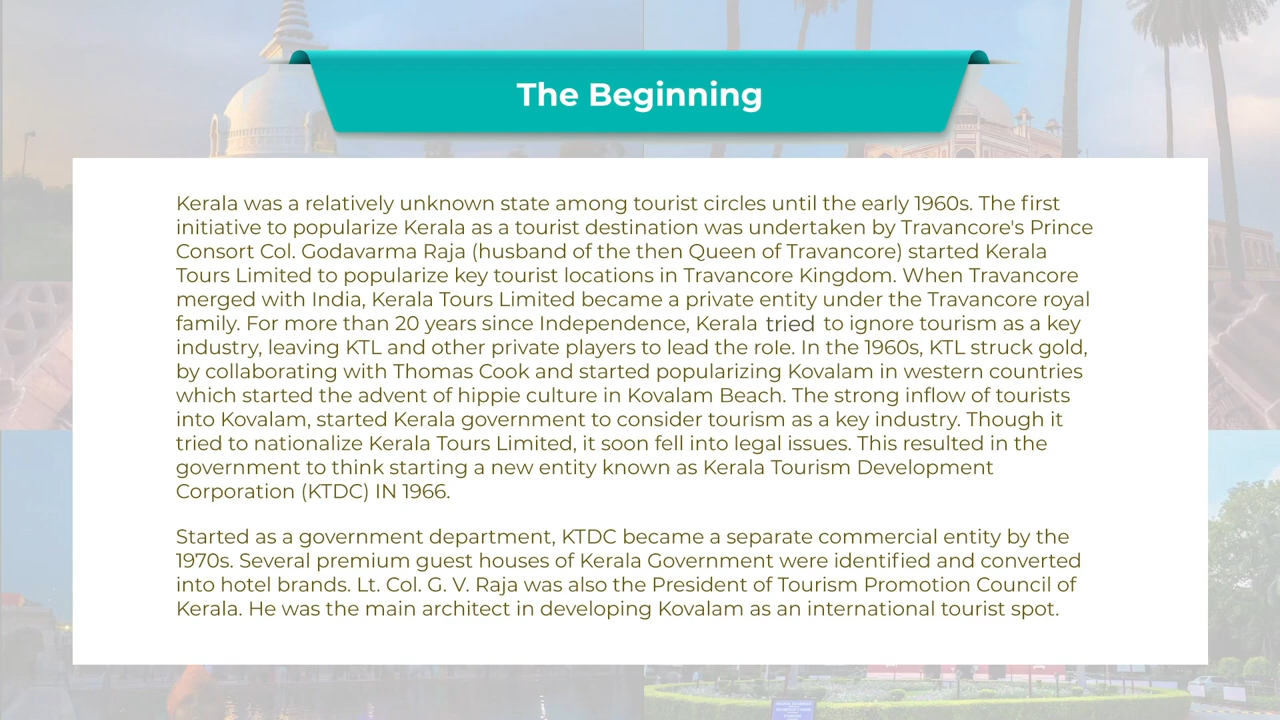 The Beginning
Kerala was a relatively unknown state among tourist circles until the early 1960s. The first
initiative to popularize Kerala as a tourist destination was undertaken by Travancore's Prince
Consort Col. Godavarma Raja (husband of the then Queen of Travancore) started Kerala
Tours Limited to popularize key tourist locations in Travancore Kingdom. When Travancore
merged with India, Kerala Tours Limited became a private entity under the Travancore royal
family. For more than 20 years since Independence, Kerala tried to ignore tourism as a key
industry, leaving KTL and other private players to lead the role. In the 1960s, KTL struck gold,
by collaborating with Thomas Cook and started popularizing Kovalam in western countries
which started the advent of hippie culture in Kovalam Beach. The strong inflow of tourists
into Kovalam, started Kerala government to consider tourism as a key industry. Though it
tried to nationalize Kerala Tours Limited, it soon fell into legal issues. This resulted in the
government to think starting a new entity known as Kerala Tourism Development
Corporation (KTDC) IN 1966.
Started as a government department, KTDC became a separate commercial entity by the
1970s. Several premium guest houses of Kerala Government were identified and converted
into hotel brands. Lt. Col. G. V. Raja was also the President of Tourism Promotion Council of
Kerala. He was the main architect in developing Kovalam as an international tourist spot.